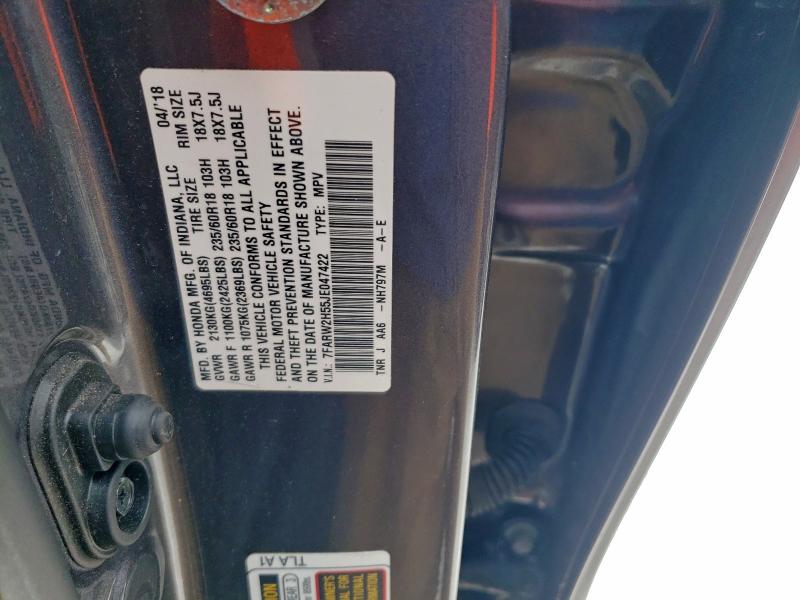 MFD. BY HONDA MFG. OF INDIANA, LLC 04/'18
TIRE SIZE RIM SIZE
GVWR 2130KG(4695LBS)
GAWR F 1100KG(2425LBS) 235/60R18 103H 18X7.5J
GAWR R 1075KG(2369LBS) 235/60R18 103H 18X7.5J
THIS VEHICLE CONFORMS TO ALL APPLICABLE
FEDERAL MOTOR VEHICLE SAFETY
AND THEFT PREVENTION STANDARDS IN EFFECT
ON THE DATE OF MANUFACTURE SHOWN ABOVE.
V.I.N.: 7FARW2H55JE047422 TYPE: MPV
TNR J AA6 -NH797M -A-E
TLA A1